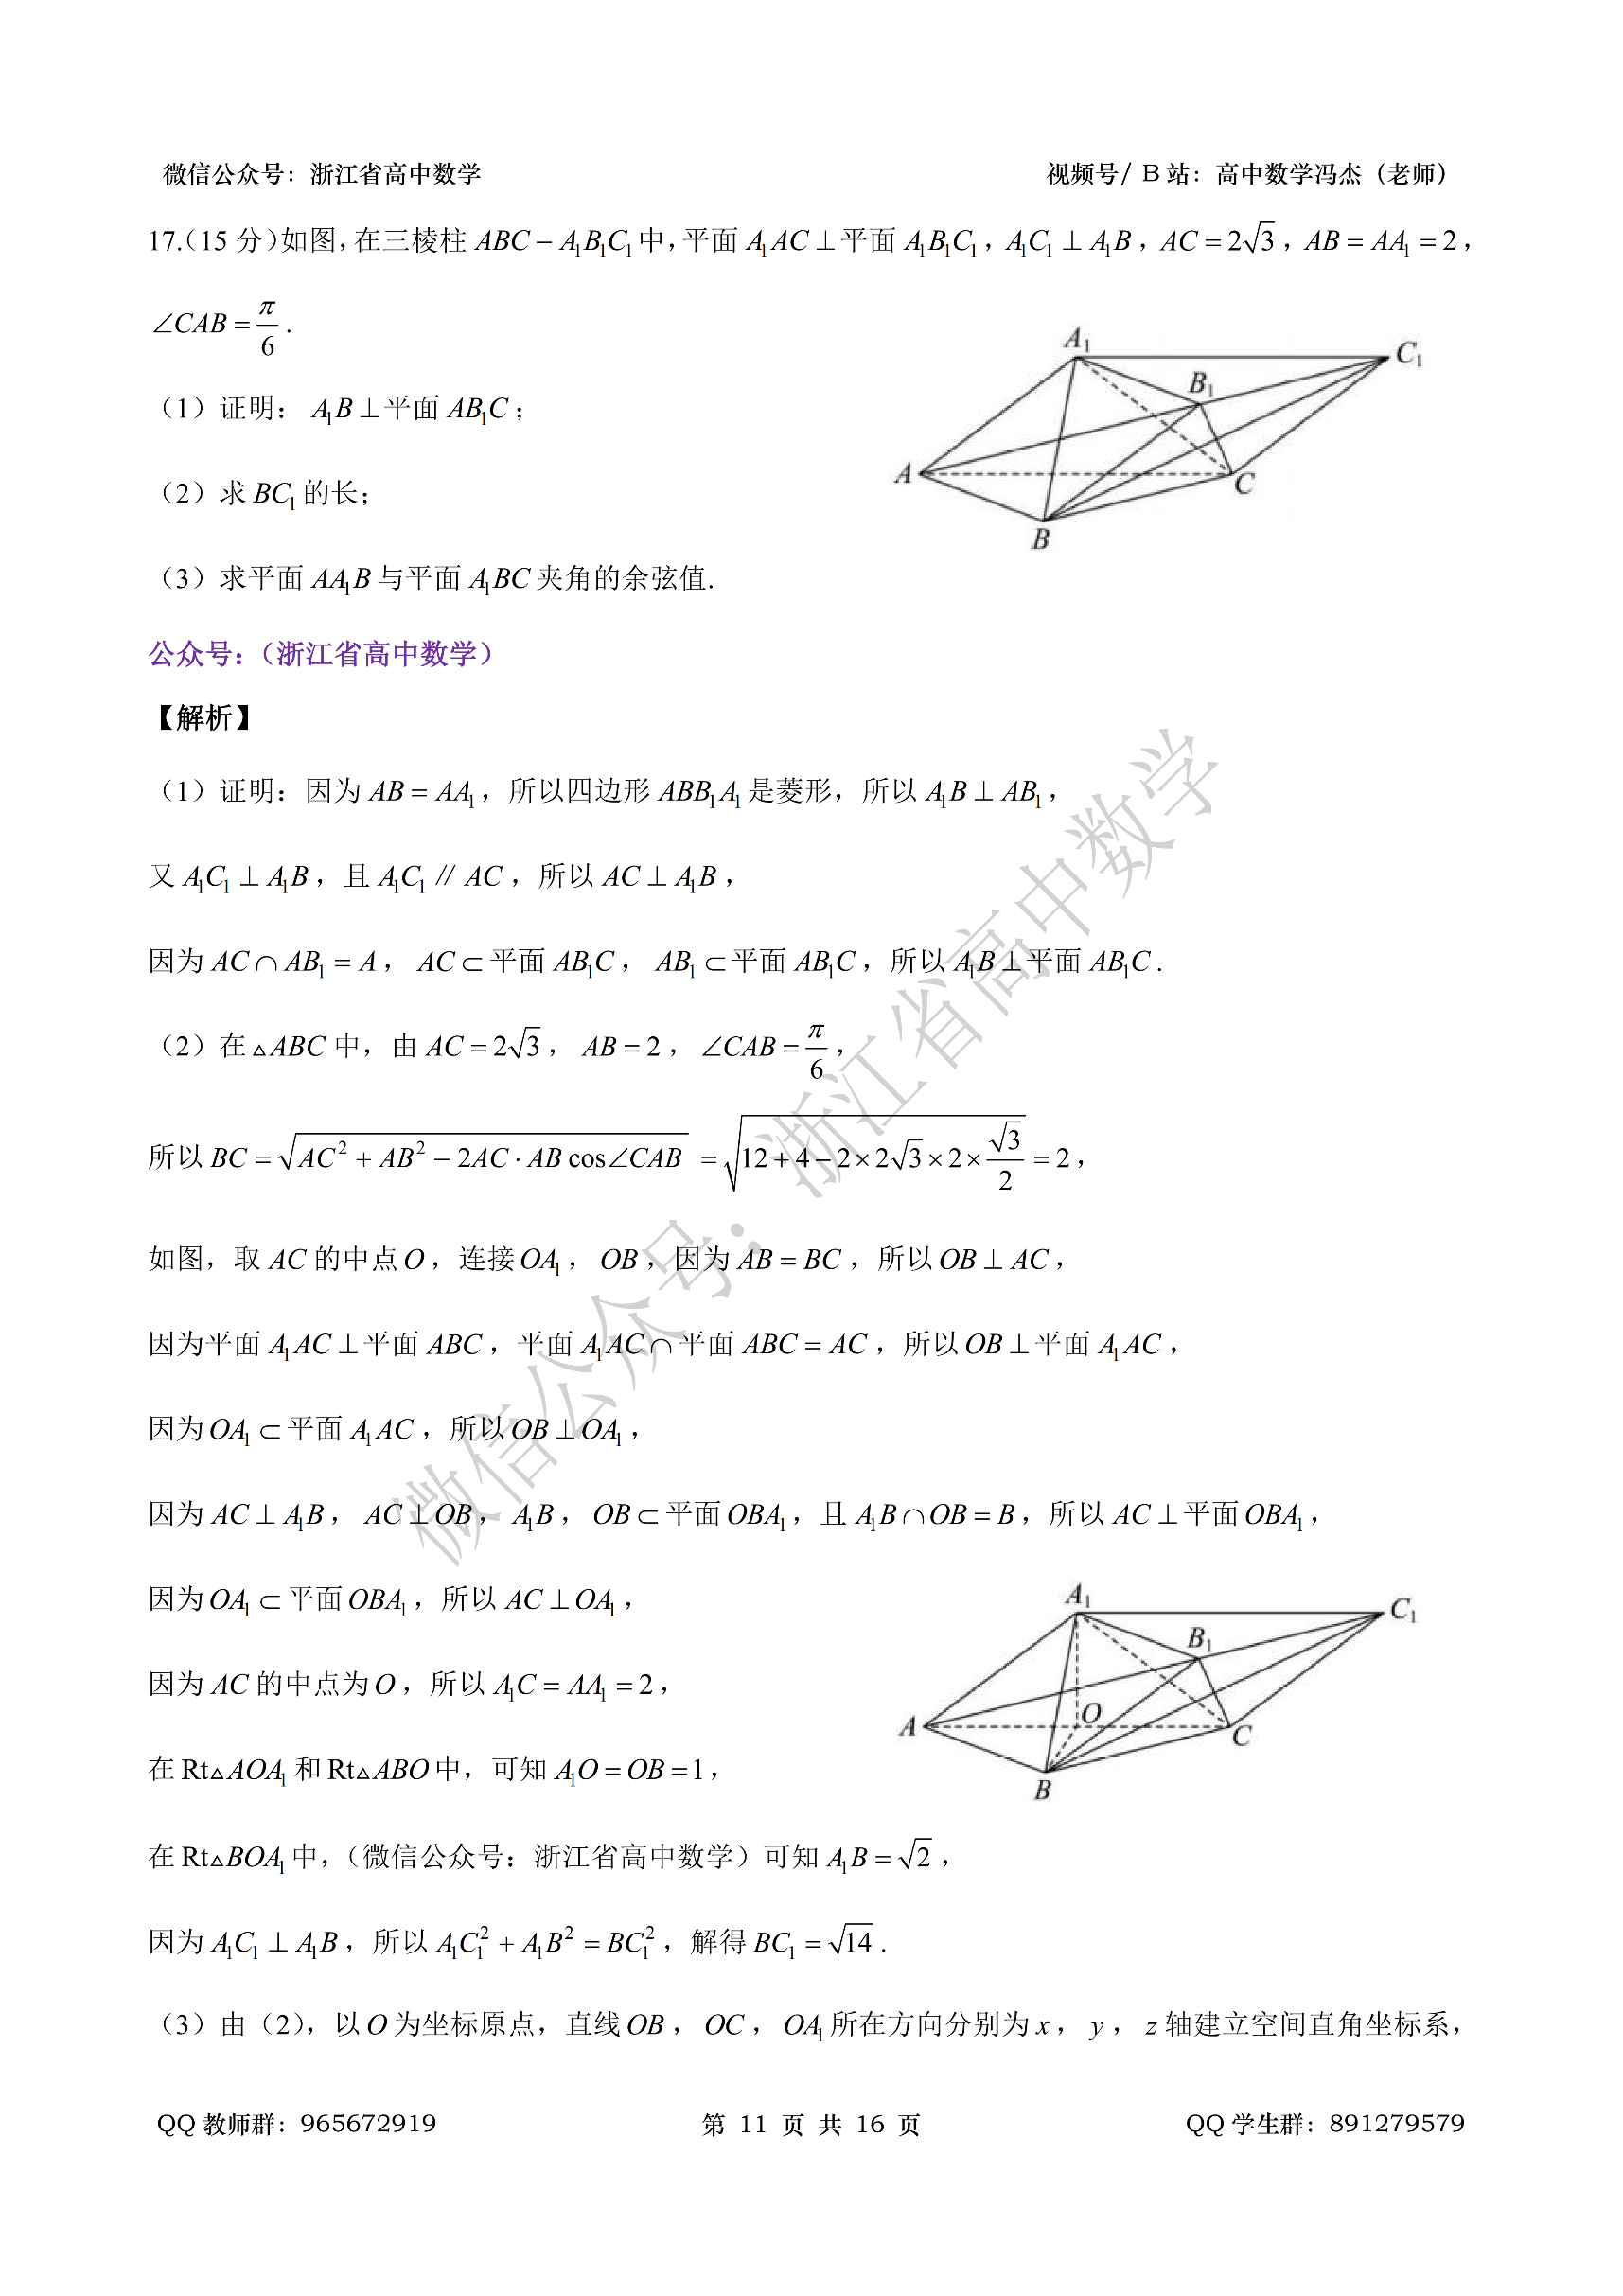 微信公众号：浙江省高中数学
视频号/ B 站：高中数学冯杰（老师）
17.（15 分）如图，在三棱柱 ABC − A₁B₁C₁ 中，平面 A₁AC ⊥平面 A₁B₁C₁，A₁C₁ ⊥ A₁B，AC = 2√3，AB = AA₁ = 2，
∠CAB = π/6 .
（1）证明： A₁B ⊥平面 AB₁C；
（2）求 BC₁ 的长；
（3）求平面 AA₁B 与平面 A₁BC 夹角的余弦值.
A₁
C₁
B₁
A
C
B
公众号：（浙江省高中数学）
【解析】
（1）证明：因为 AB = AA₁，所以四边形 ABB₁A₁ 是菱形，所以 A₁B ⊥ AB₁，
又 A₁C₁ ⊥ A₁B，且 A₁C₁ ∥ AC，所以 AC ⊥ A₁B，
因为 AC ∩ AB₁ = A， AC ⊂ 平面 AB₁C， AB₁ ⊂ 平面 AB₁C，所以 A₁B ⊥平面 AB₁C .
（2）在 △ABC 中，由 AC = 2√3， AB = 2，∠CAB = π/6，
所以 BC = √(AC² + AB² − 2AC · AB cos∠CAB) = √(12 + 4 − 2×2√3×2×√3/2) = 2，
如图，取 AC 的中点 O，连接 OA₁， OB，因为 AB = BC，所以 OB ⊥ AC，
因为平面 A₁AC ⊥平面 ABC，平面 A₁AC ∩ 平面 ABC = AC，所以 OB ⊥平面 A₁AC，
因为 OA₁ ⊂ 平面 A₁AC，所以 OB ⊥ OA₁，
因为 AC ⊥ A₁B， AC ⊥ OB， A₁B， OB ⊂ 平面 OBA₁，且 A₁B ∩ OB = B，所以 AC ⊥平面 OBA₁，
因为 OA₁ ⊂ 平面 OBA₁，所以 AC ⊥ OA₁，
因为 AC 的中点为 O，所以 A₁C = AA₁ = 2，
在 Rt△AOA₁ 和 Rt△ABO 中，可知 A₁O = OB = 1，
在 Rt△BOA₁ 中，（微信公众号：浙江省高中数学）可知 A₁B = √2，
因为 A₁C₁ ⊥ A₁B，所以 A₁C₁² + A₁B² = BC₁²，解得 BC₁ = √14 .
A₁
C₁
B₁
A
O
C
B
（3）由（2），以 O 为坐标原点，直线 OB， OC， OA₁ 所在方向分别为 x， y， z 轴建立空间直角坐标系，
微信公众号：浙江省高中数学
QQ 教师群：965672919
第 11 页 共 16 页
QQ 学生群：891279579